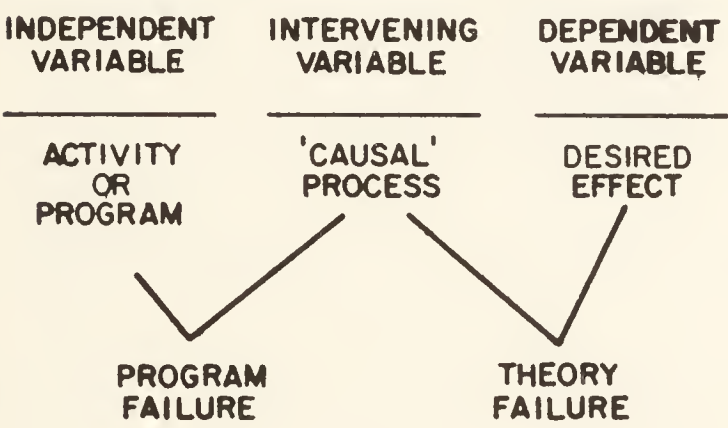 INDEPENDENT VARIABLE
INTERVENING VARIABLE
DEPENDENT VARIABLE
ACTIVITY OR PROGRAM
'CAUSAL' PROCESS
DESIRED EFFECT
PROGRAM FAILURE
THEORY FAILURE